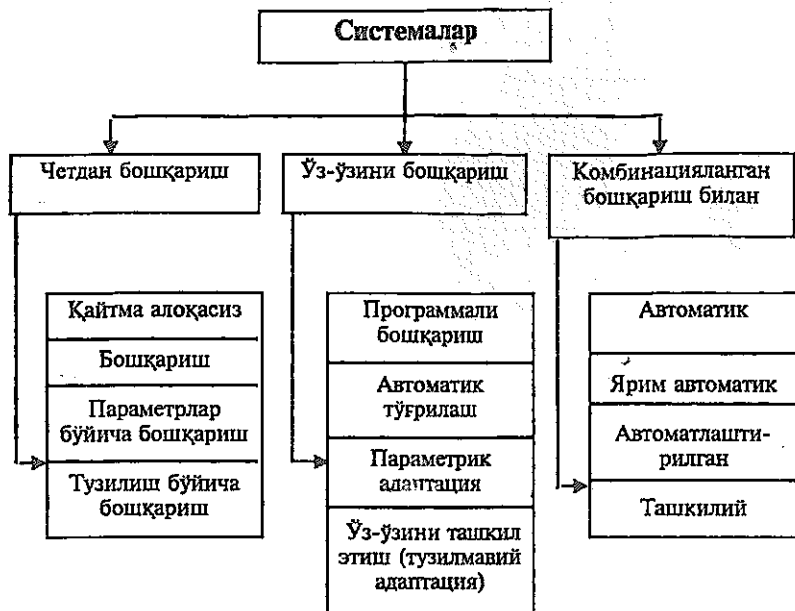 Системалар
Четдан бошқариш
Ўз-ўзини бошқариш
Комбинацияланган
бошқариш билан
Қайтма алоқасиз
Бошқариш
Параметрлар
бўйича бошқариш
Тузилиш бўйича
бошқариш
Программали
бошқариш
Автоматик
тўғрилаш
Параметрик
адаптация
Ўз-ўзини ташкил
этиш (тузилмавий
адаптация)
Автоматик
Ярим автоматик
Автоматлашти-
рилган
Ташкилий